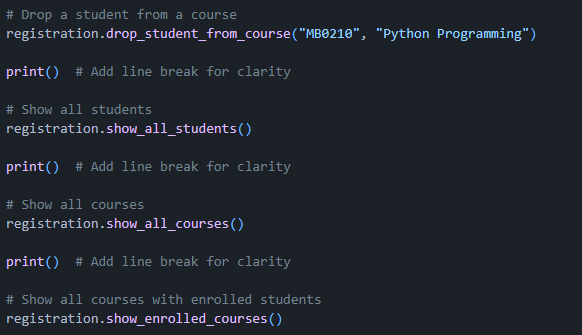 # Drop a student from a course
registration.drop_student_from_course("MB0210", "Python Programming")
print()  # Add line break for clarity
# Show all students
registration.show_all_students()
print()  # Add line break for clarity
# Show all courses
registration.show_all_courses()
print()  # Add line break for clarity
# Show all courses with enrolled students
registration.show_enrolled_courses()